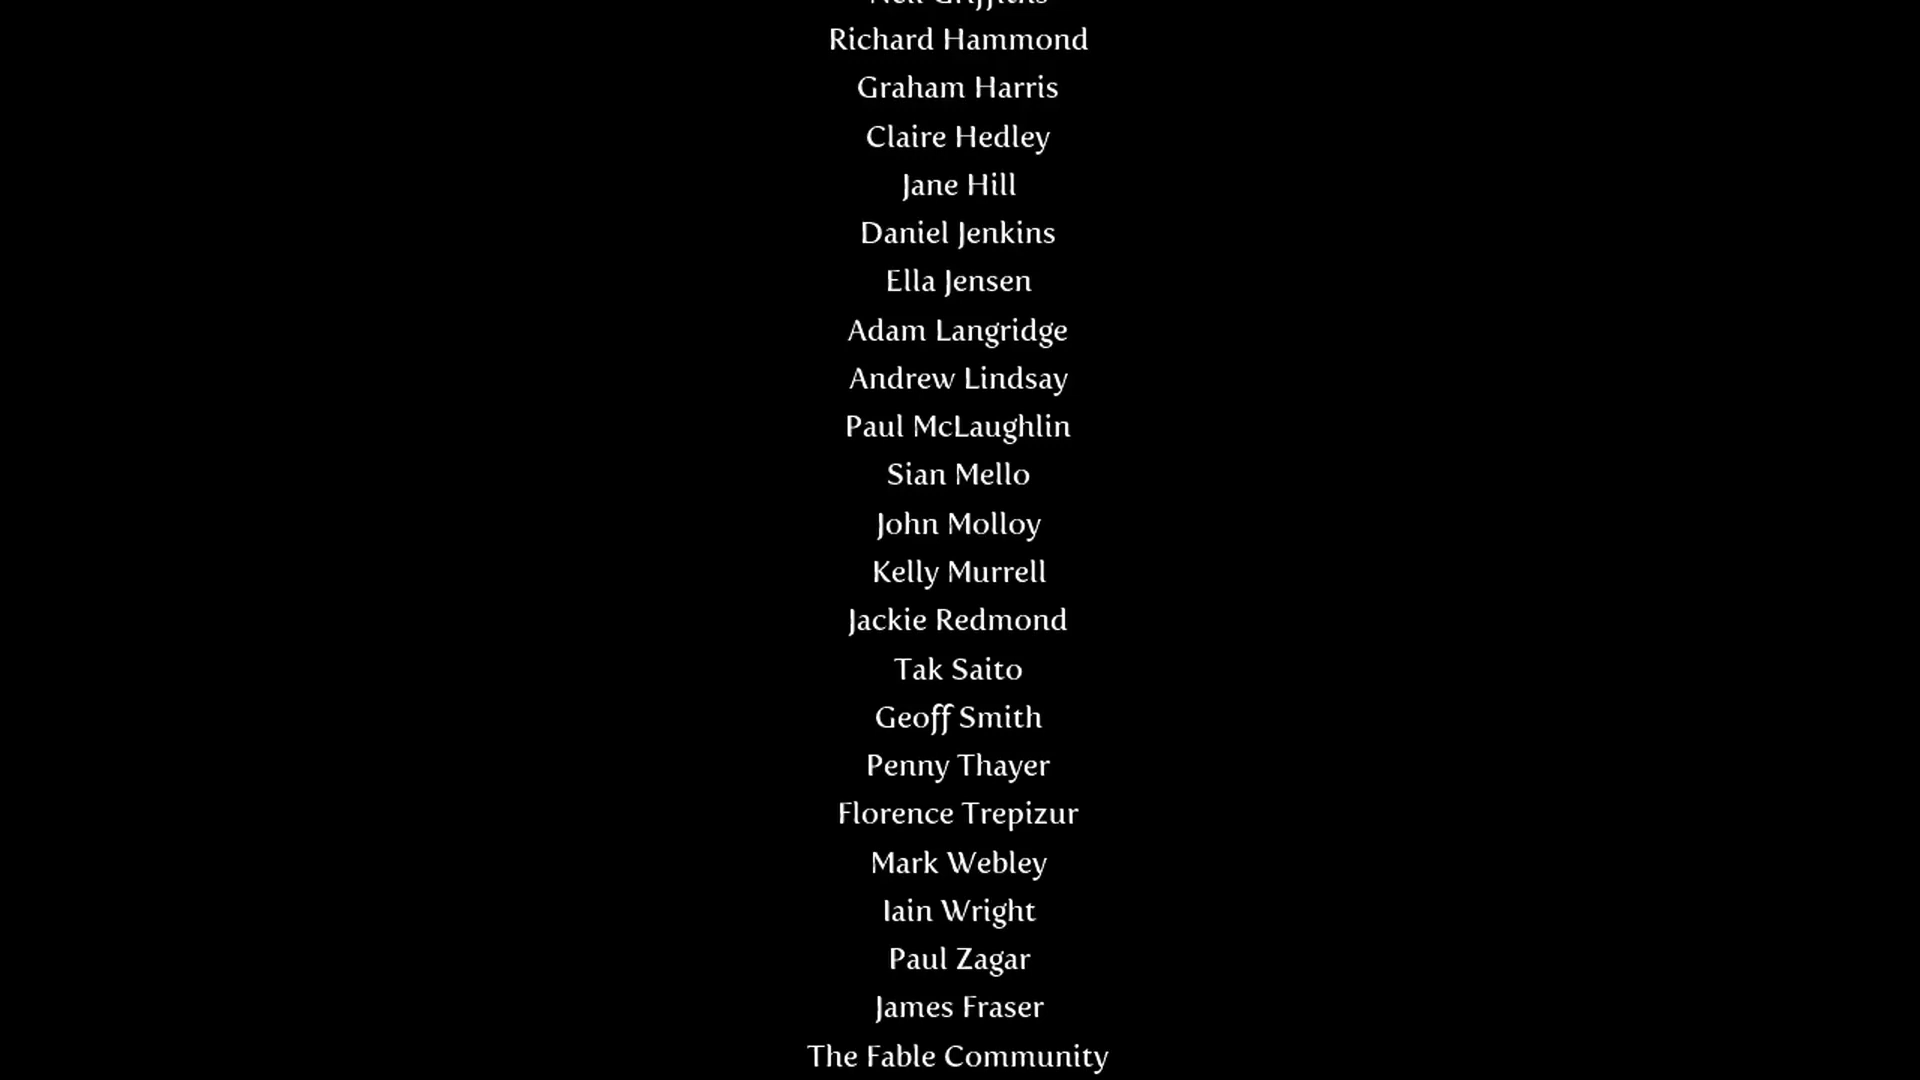 Neil Griffiths
Richard Hammond
Graham Harris
Claire Hedley
Jane Hill
Daniel Jenkins
Ella Jensen
Adam Langridge
Andrew Lindsay
Paul McLaughlin
Sian Mello
John Molloy
Kelly Murrell
Jackie Redmond
Tak Saito
Geoff Smith
Penny Thayer
Florence Trepizur
Mark Webley
Iain Wright
Paul Zagar
James Fraser
The Fable Community